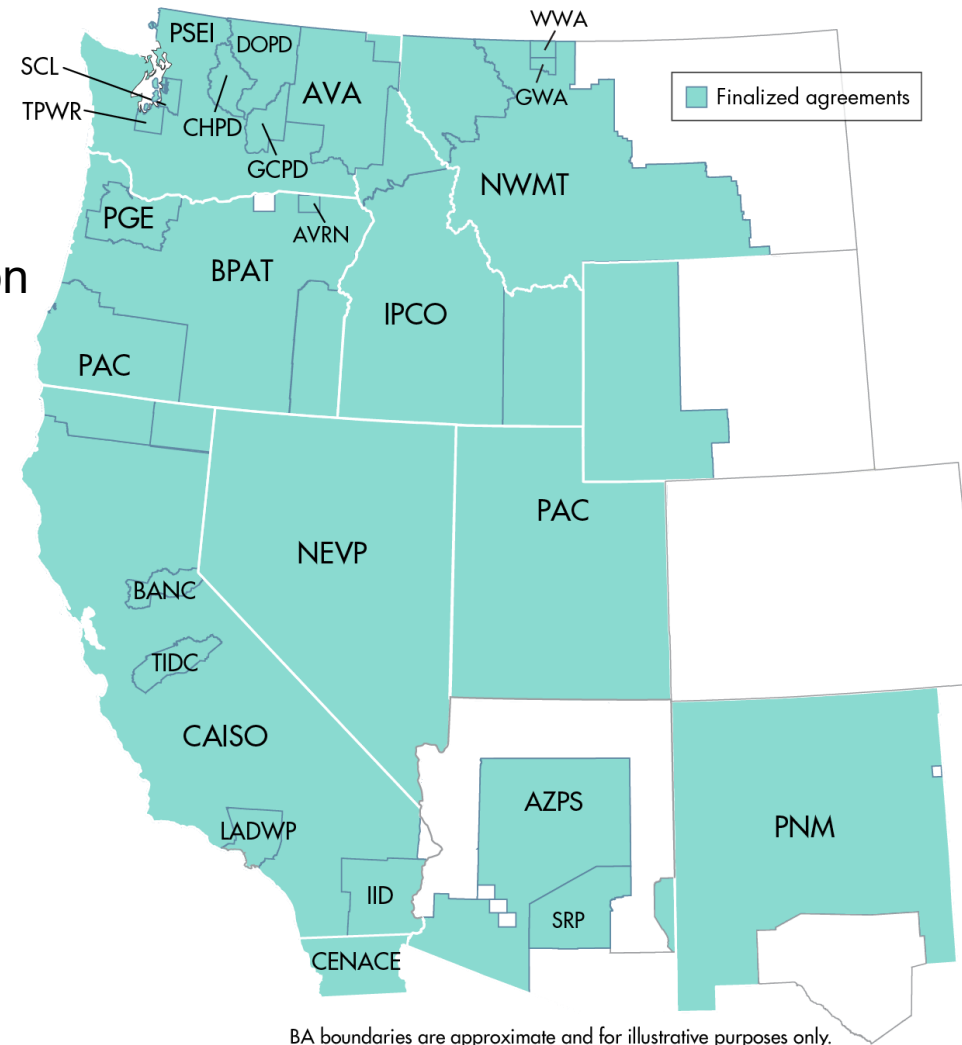 WWA
PSEI
DOPD
SCL
GWA
Finalized agreements
AVA
TPWR
CHPD
GCPD
NWMT
PGE
AVRN
on
BPAT
IPCO
PAC
PAC
NEVP
BANC
TIDC
CAISO
AZPS
LADWP
PNM
IID
SRP
CENACE
BA boundaries are approximate and for illustrative purposes only.